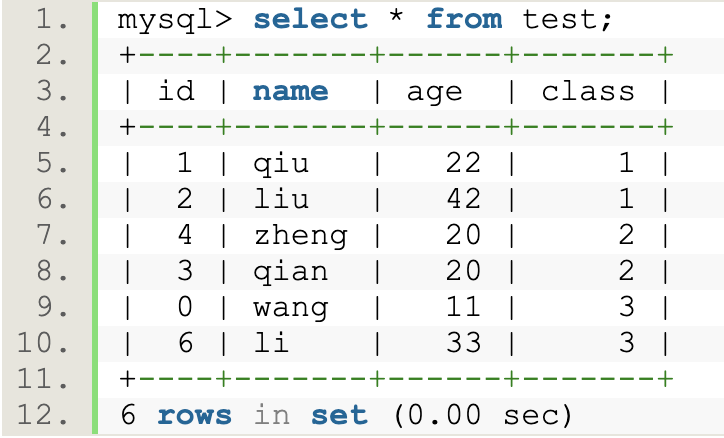 1. mysql> select * from test;
2. +----+-------+------+-------+
3. | id | name  | age  | class |
4. +----+-------+------+-------+
5. |  1 | qiu   |   22 |     1 |
6. |  2 | liu   |   42 |     1 |
7. |  4 | zheng |   20 |     2 |
8. |  3 | qian  |   20 |     2 |
9. |  0 | wang  |   11 |     3 |
10. |  6 | li    |   33 |     3 |
11. +----+-------+------+-------+
12. 6 rows in set (0.00 sec)